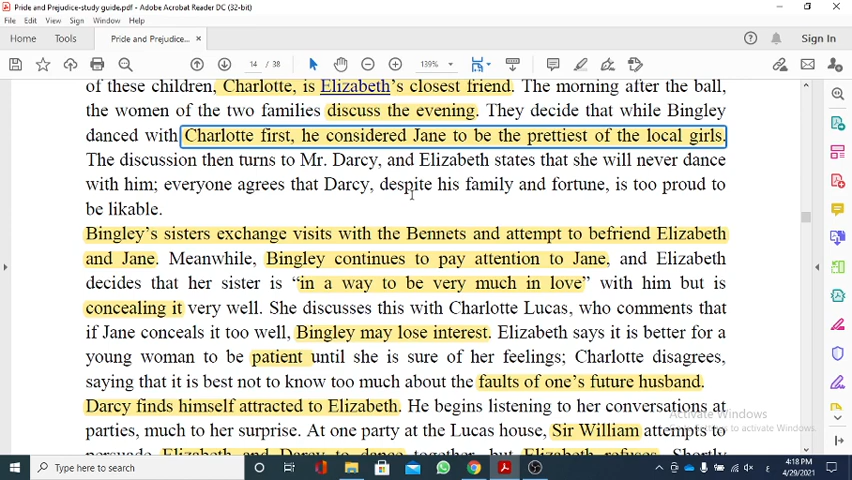 Pride and Prejudice-study guide.pdf - Adobe Acrobat Reader DC (32-bit)
File Edit View Sign Window Help
Home Tools Pride and Prejudice... × Sign In
14 / 38 139%
of these children, Charlotte, is Elizabeth's closest friend. The morning after the ball,
the women of the two families discuss the evening. They decide that while Bingley
danced with Charlotte first, he considered Jane to be the prettiest of the local girls.
The discussion then turns to Mr. Darcy, and Elizabeth states that she will never dance
with him; everyone agrees that Darcy, despite his family and fortune, is too proud to
be likable.
Bingley's sisters exchange visits with the Bennets and attempt to befriend Elizabeth
and Jane. Meanwhile, Bingley continues to pay attention to Jane, and Elizabeth
decides that her sister is “in a way to be very much in love” with him but is
concealing it very well. She discusses this with Charlotte Lucas, who comments that
if Jane conceals it too well, Bingley may lose interest. Elizabeth says it is better for a
young woman to be patient until she is sure of her feelings; Charlotte disagrees,
saying that it is best not to know too much about the faults of one's future husband.
Darcy finds himself attracted to Elizabeth. He begins listening to her conversations at
parties, much to her surprise. At one party at the Lucas house, Sir William attempts to
persuade Elizabeth and Darcy to dance together, but Elizabeth refuses. Shortly
Activate Windows
Go to Settings to activate Windows.
Type here to search
4:18 PM
4/29/2021